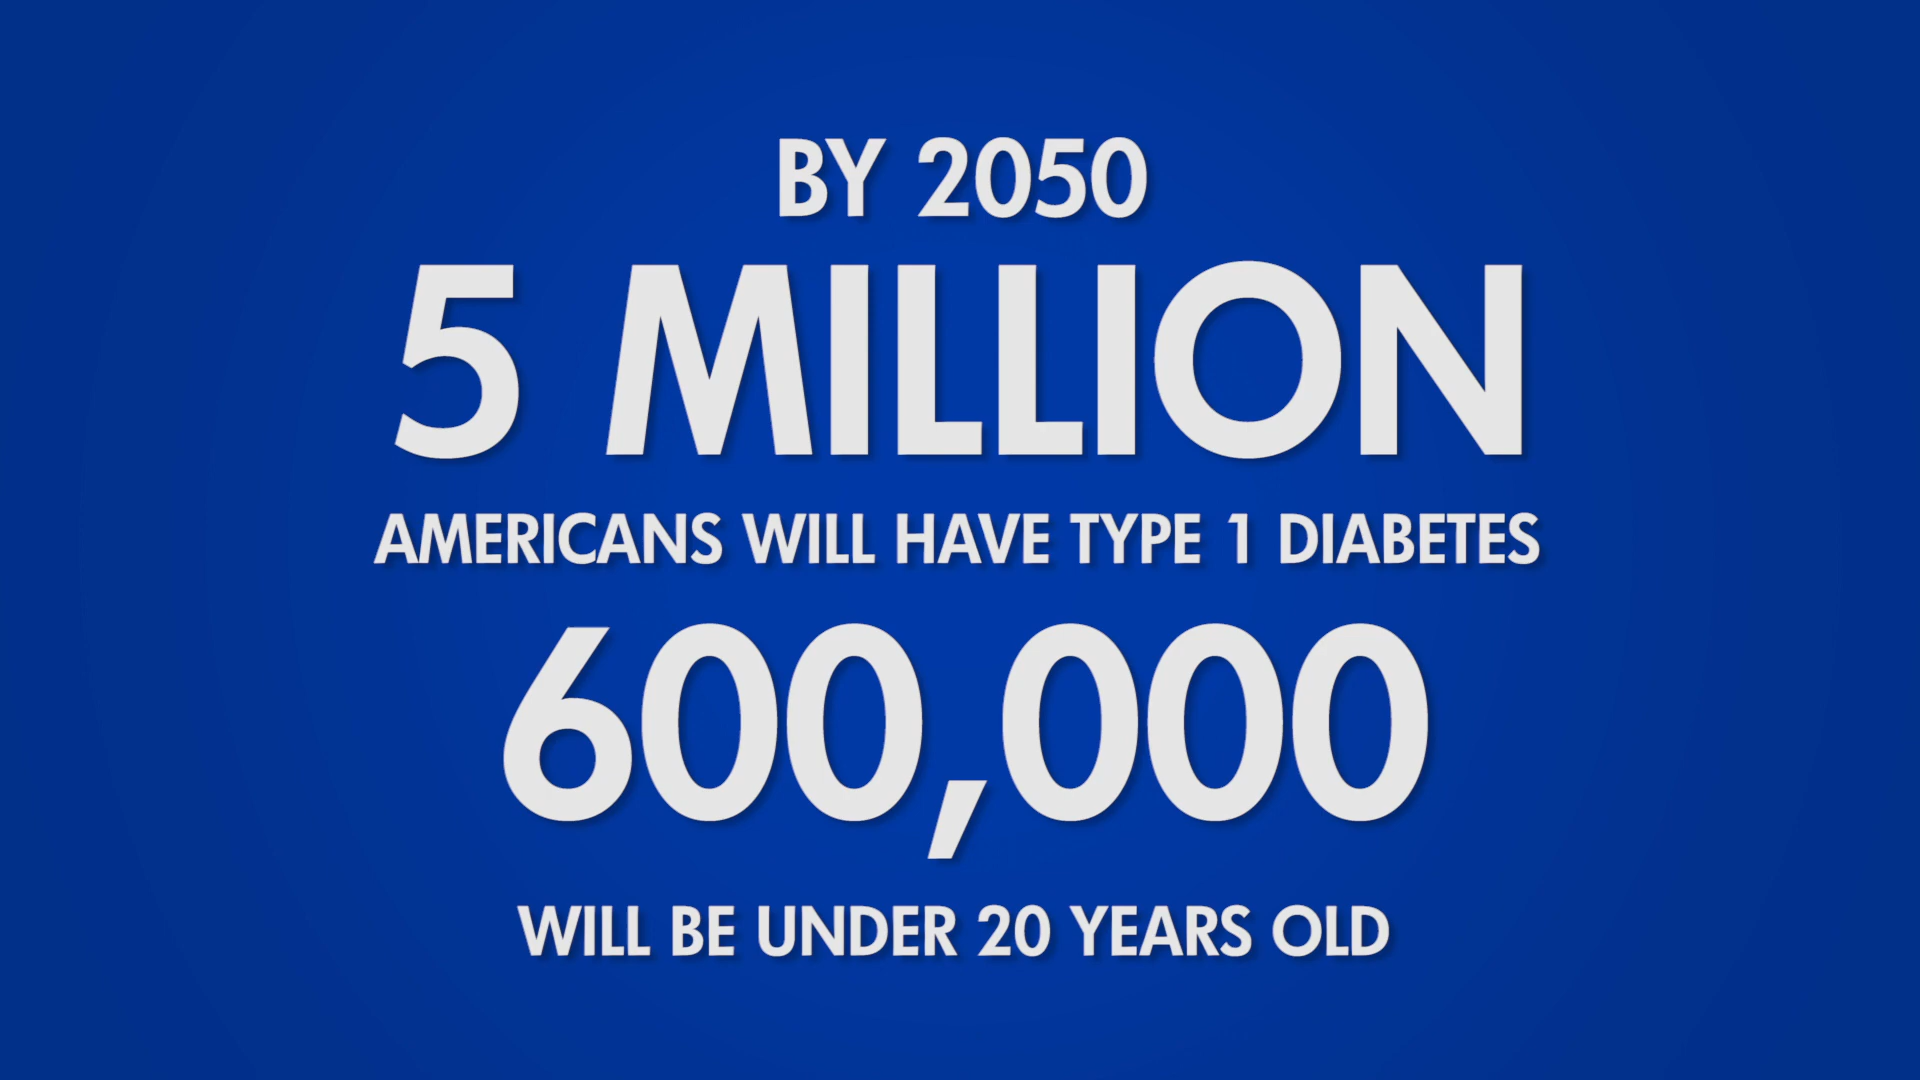 BY 2050
5 MILLION
AMERICANS WILL HAVE TYPE 1 DIABETES
600,000
WILL BE UNDER 20 YEARS OLD